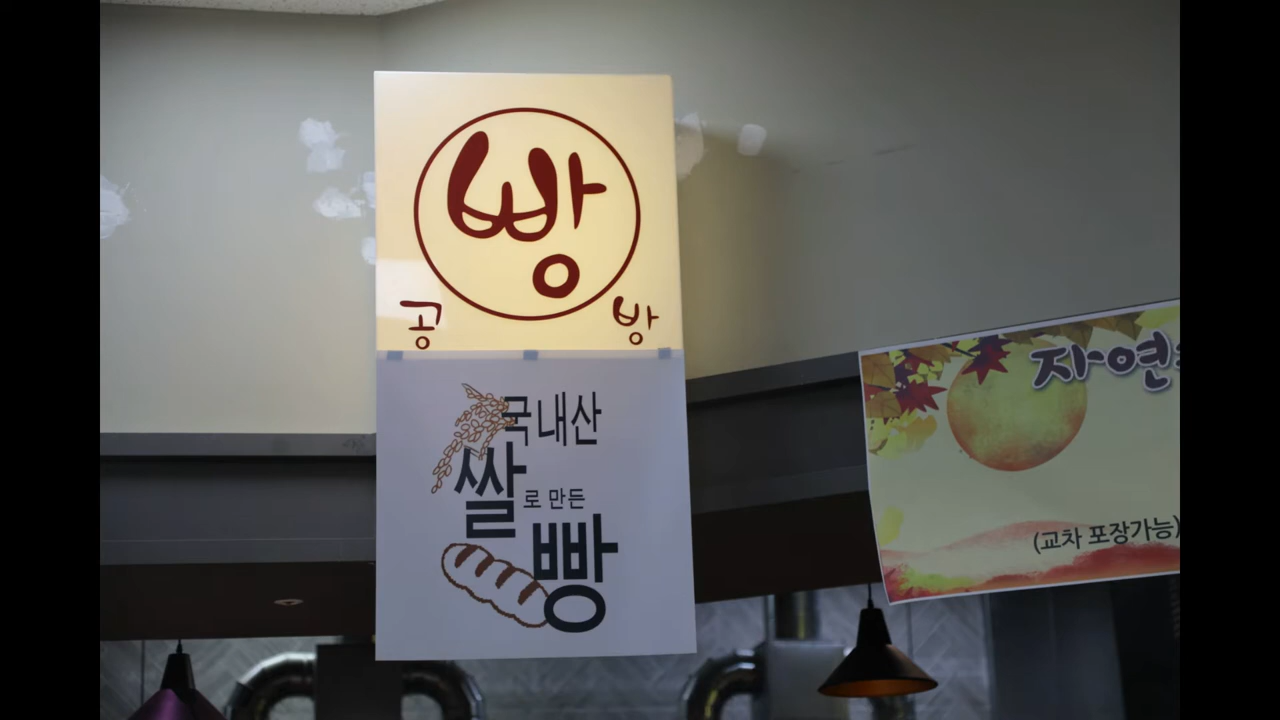 빵
공 방
국내산
쌀로 만든
빵
자연
(교차 포장가능)